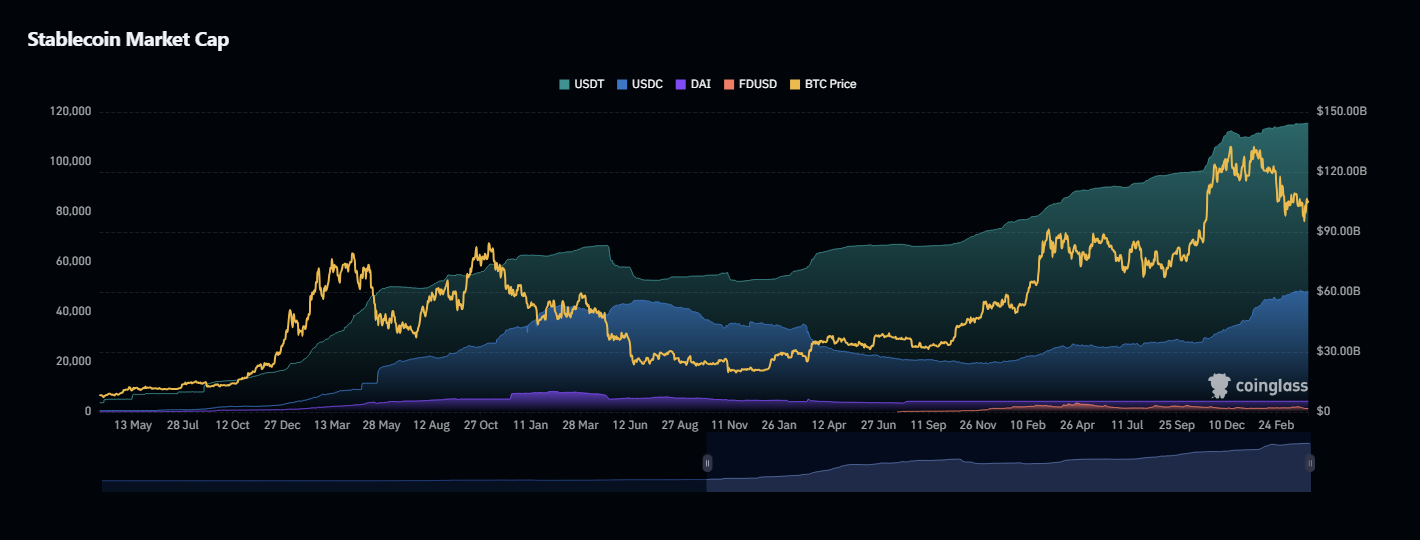 Stablecoin Market Cap
USDT USDC DAI FDUSD BTC Price
120,000 $150.00B
100,000 $120.00B
80,000 $90.00B
60,000 $60.00B
40,000 $30.00B
20,000 $0
0
coinglass
13 May 28 Jul 12 Oct 27 Dec 13 Mar 28 May 12 Aug 27 Oct 11 Jan 28 Mar 12 Jun 27 Aug 11 Nov 26 Jan 12 Apr 27 Jun 11 Sep 26 Nov 10 Feb 26 Apr 11 Jul 25 Sep 10 Dec 24 Feb